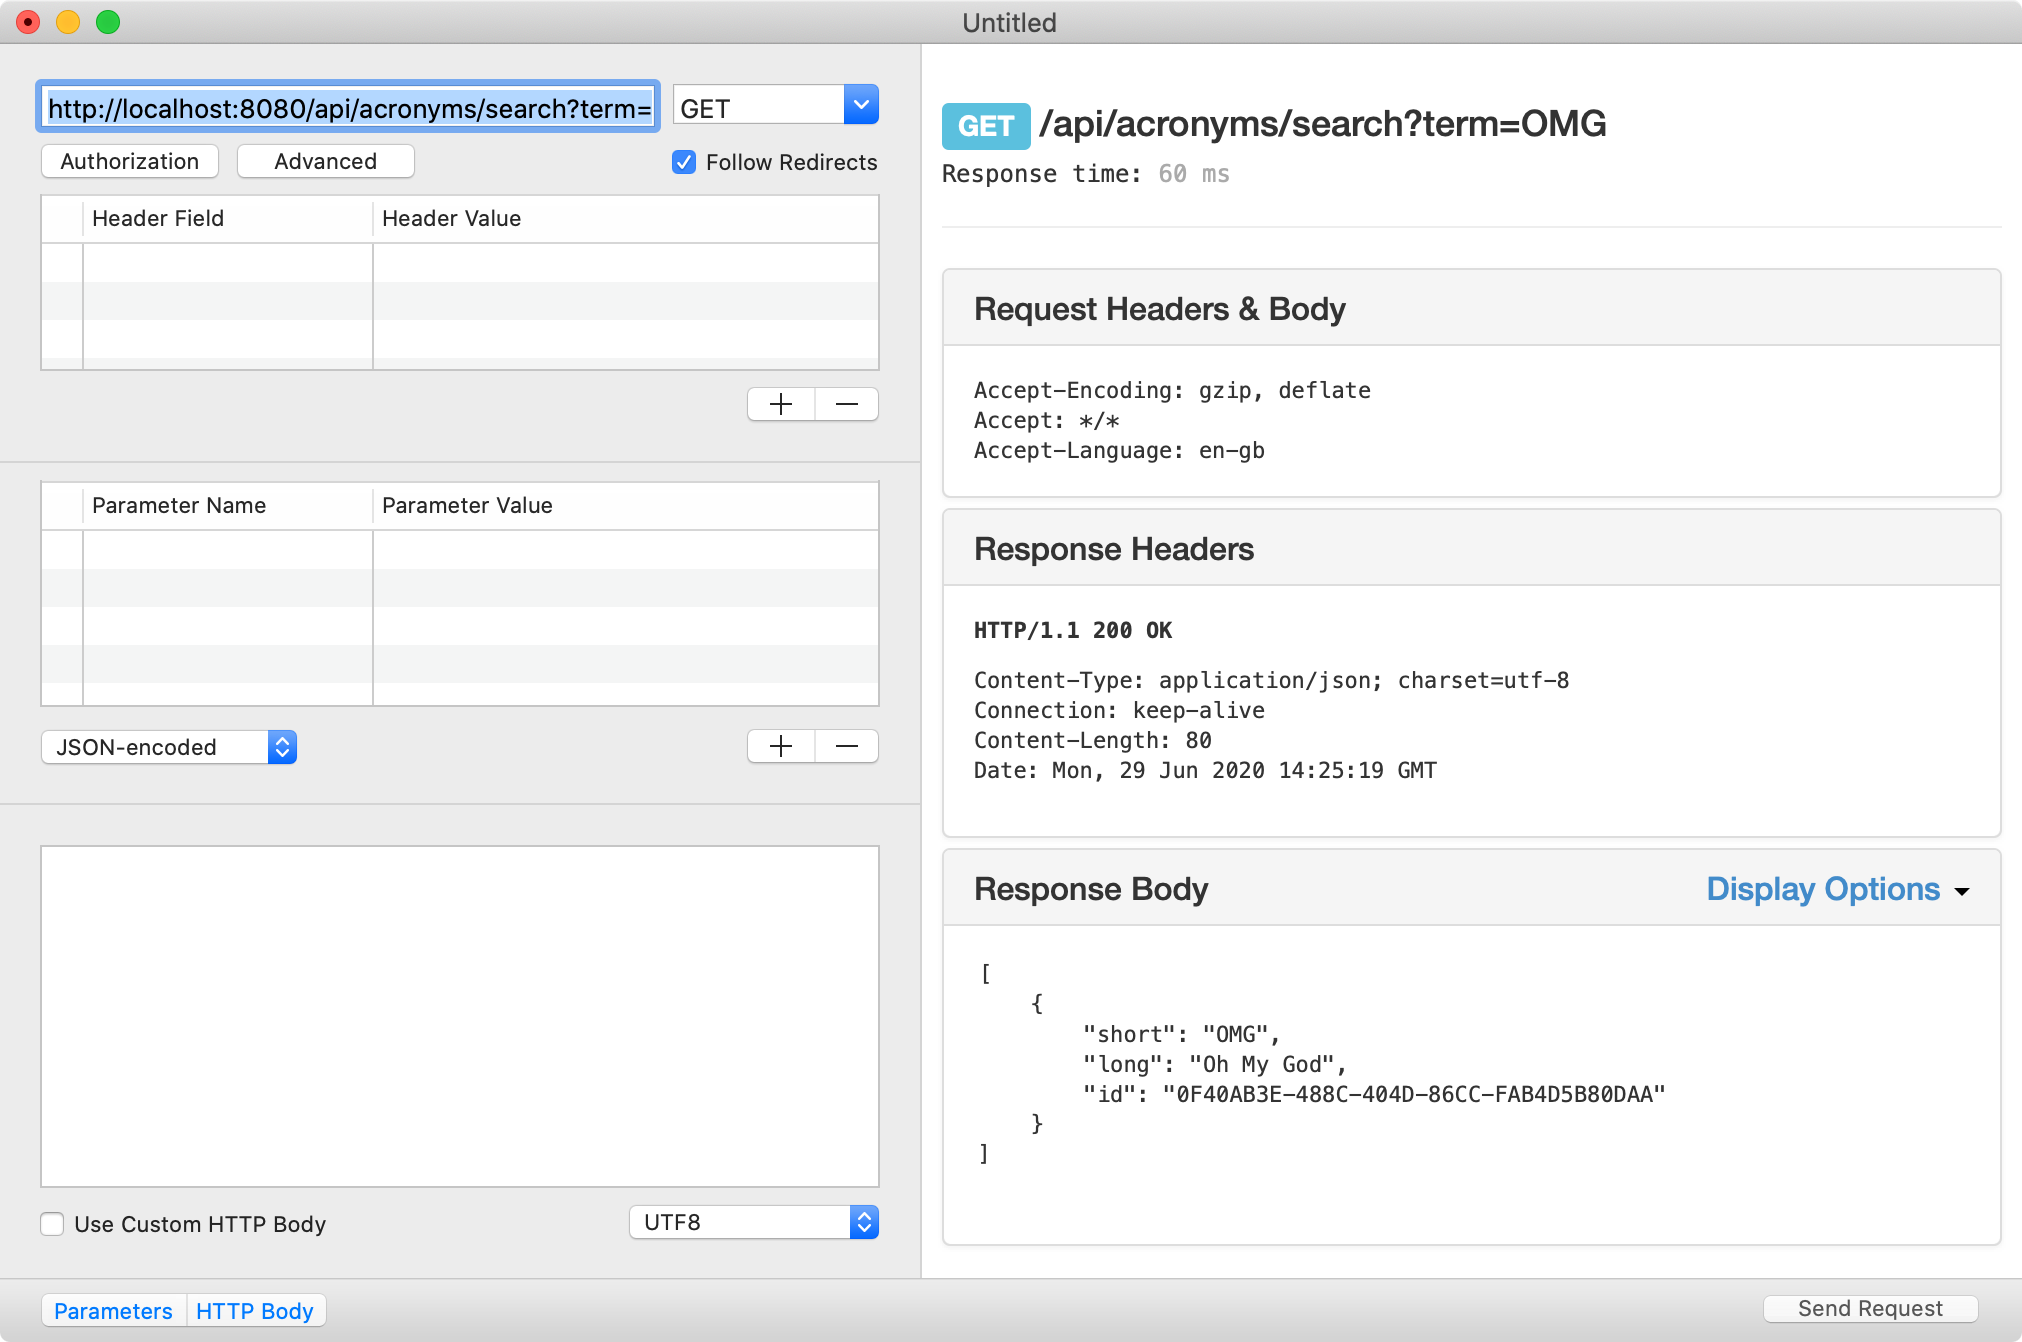 Untitled
http://localhost:8080/api/acronyms/search?term=
GET
Authorization
Advanced
Follow Redirects
Header Field
Header Value
Parameter Name
Parameter Value
JSON-encoded
Use Custom HTTP Body
UTF8
Parameters
HTTP Body
GET /api/acronyms/search?term=OMG
Response time: 60 ms
Request Headers & Body
Accept-Encoding: gzip, deflate
Accept: */*
Accept-Language: en-gb
Response Headers
HTTP/1.1 200 OK
Content-Type: application/json; charset=utf-8
Connection: keep-alive
Content-Length: 80
Date: Mon, 29 Jun 2020 14:25:19 GMT
Response Body
Display Options
[
{
"short": "OMG",
"long": "Oh My God",
"id": "0F40AB3E-488C-404D-86CC-FAB4D5B80DAA"
}
]
Send Request